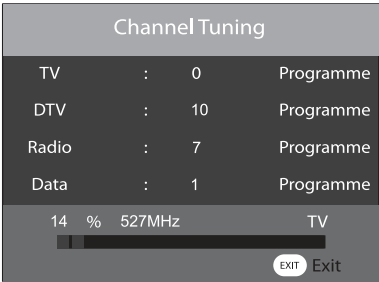 Channel Tuning
TV : 0 Programme
DTV : 10 Programme
Radio : 7 Programme
Data : 1 Programme
14 % 527MHz TV
EXIT Exit